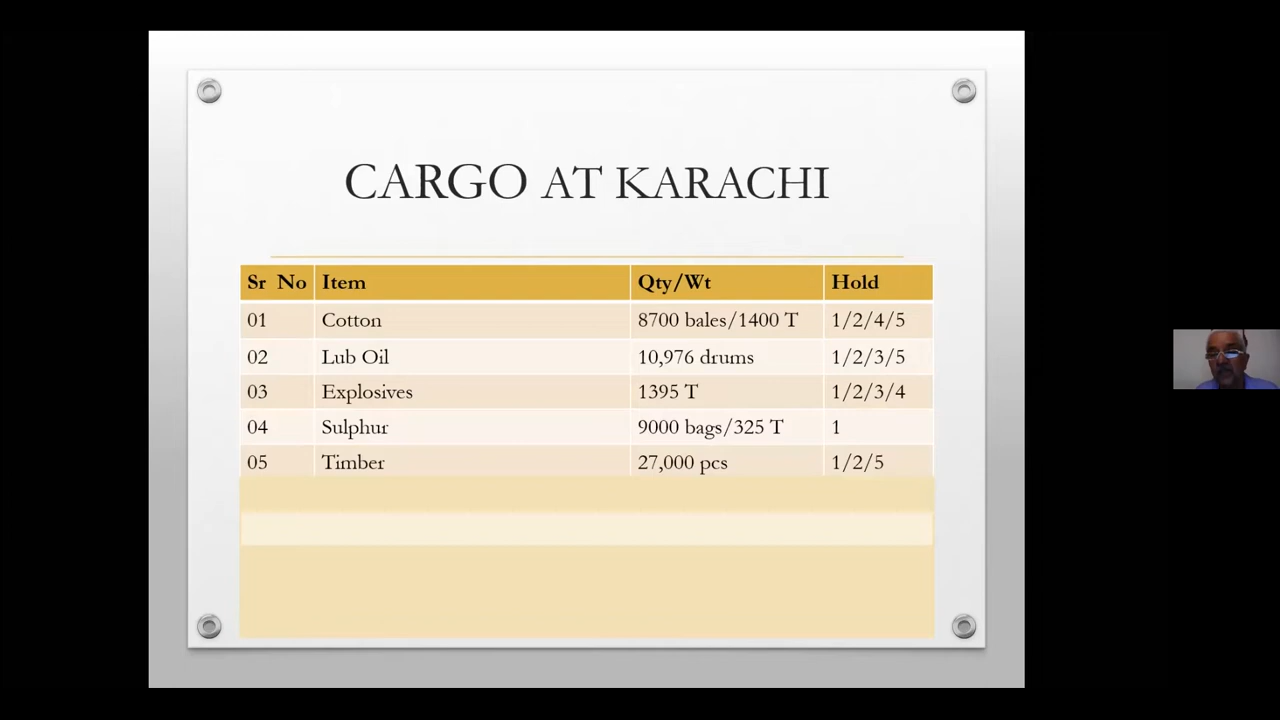 CARGO AT KARACHI
Sr No Item Qty/Wt Hold
01 Cotton 8700 bales/1400 T 1/2/4/5
02 Lub Oil 10,976 drums 1/2/3/5
03 Explosives 1395 T 1/2/3/4
04 Sulphur 9000 bags/325 T 1
05 Timber 27,000 pcs 1/2/5